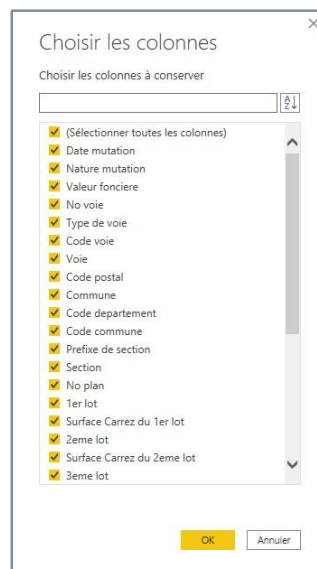 Choisir les colonnes
Choisir les colonnes à conserver
(Sélectionner toutes les colonnes)
Date mutation
Nature mutation
Valeur fonciere
No voie
Type de voie
Code voie
Voie
Code postal
Commune
Code departement
Code commune
Prefixe de section
Section
No plan
1er lot
Surface Carrez du 1er lot
2eme lot
Surface Carrez du 2eme lot
3eme lot
OK
Annuler